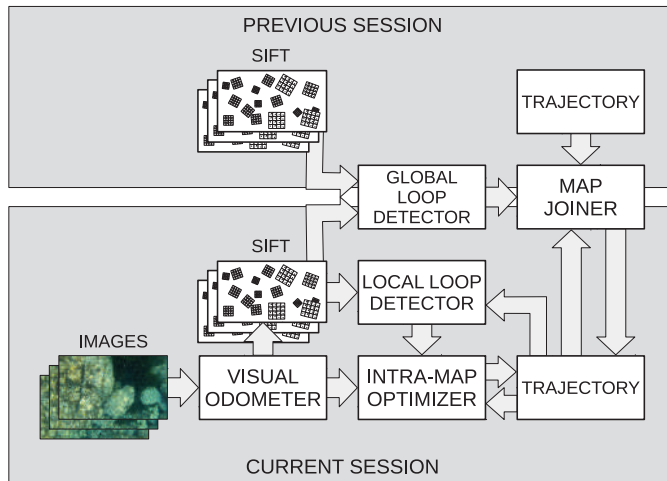 PREVIOUS SESSION
SIFT
TRAJECTORY
GLOBAL
LOOP
DETECTOR
MAP
JOINER
SIFT
LOCAL LOOP
DETECTOR
IMAGES
VISUAL
ODOMETER
INTRA-MAP
OPTIMIZER
TRAJECTORY
CURRENT SESSION